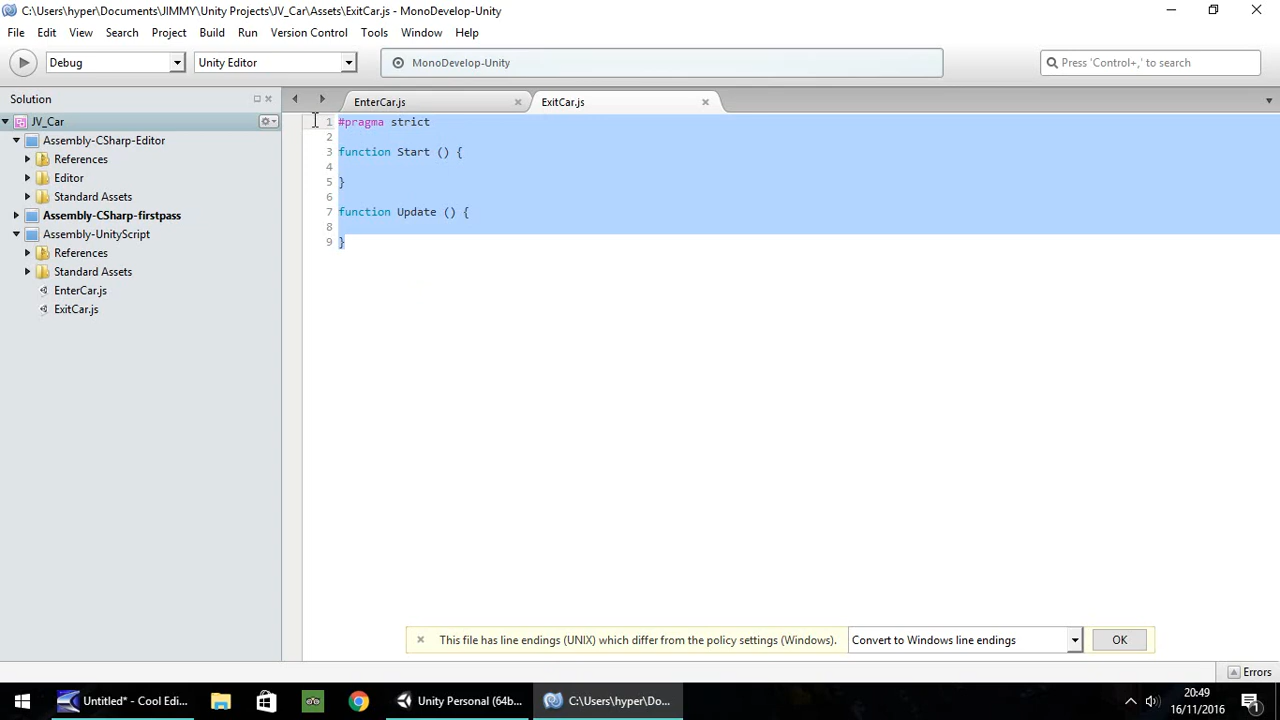 C:\Users\hyper\Documents\JIMMY\Unity Projects\JV_Car\Assets\ExitCar.js - MonoDevelop-Unity
File Edit View Search Project Build Run Version Control Tools Window Help
Debug Unity Editor MonoDevelop-Unity Press 'Control+,' to search
Solution
EnterCar.js ExitCar.js
JV_Car
Assembly-CSharp-Editor
References
Editor
Standard Assets
Assembly-CSharp-firstpass
Assembly-UnityScript
References
Standard Assets
EnterCar.js
ExitCar.js
1 #pragma strict
2
3 function Start () {
4
5 }
6
7 function Update () {
8
9 }
This file has line endings (UNIX) which differ from the policy settings (Windows). Convert to Windows line endings OK
Errors
Untitled* - Cool Edi... Unity Personal (64b... C:\Users\hyper\Do... 20:49
16/11/2016
1